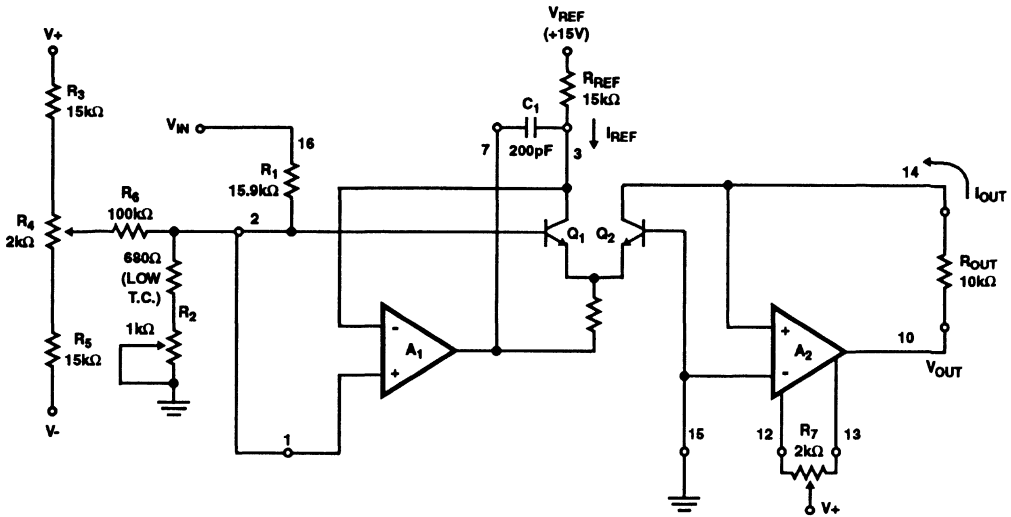 V+
R3
15kΩ
R4
2kΩ
R5
15kΩ
V-
R6
100kΩ
680Ω
(LOW
T.C.)
R2
1kΩ
VIN
16
R1
15.9kΩ
2
1
VREF
(+15V)
RREF
15kΩ
C1
200pF
7
3
IREF
Q1
Q2
-
A1
+
14
IOUT
ROUT
10kΩ
+
A2
-
10
VOUT
15
12
R7
2kΩ
13
V+